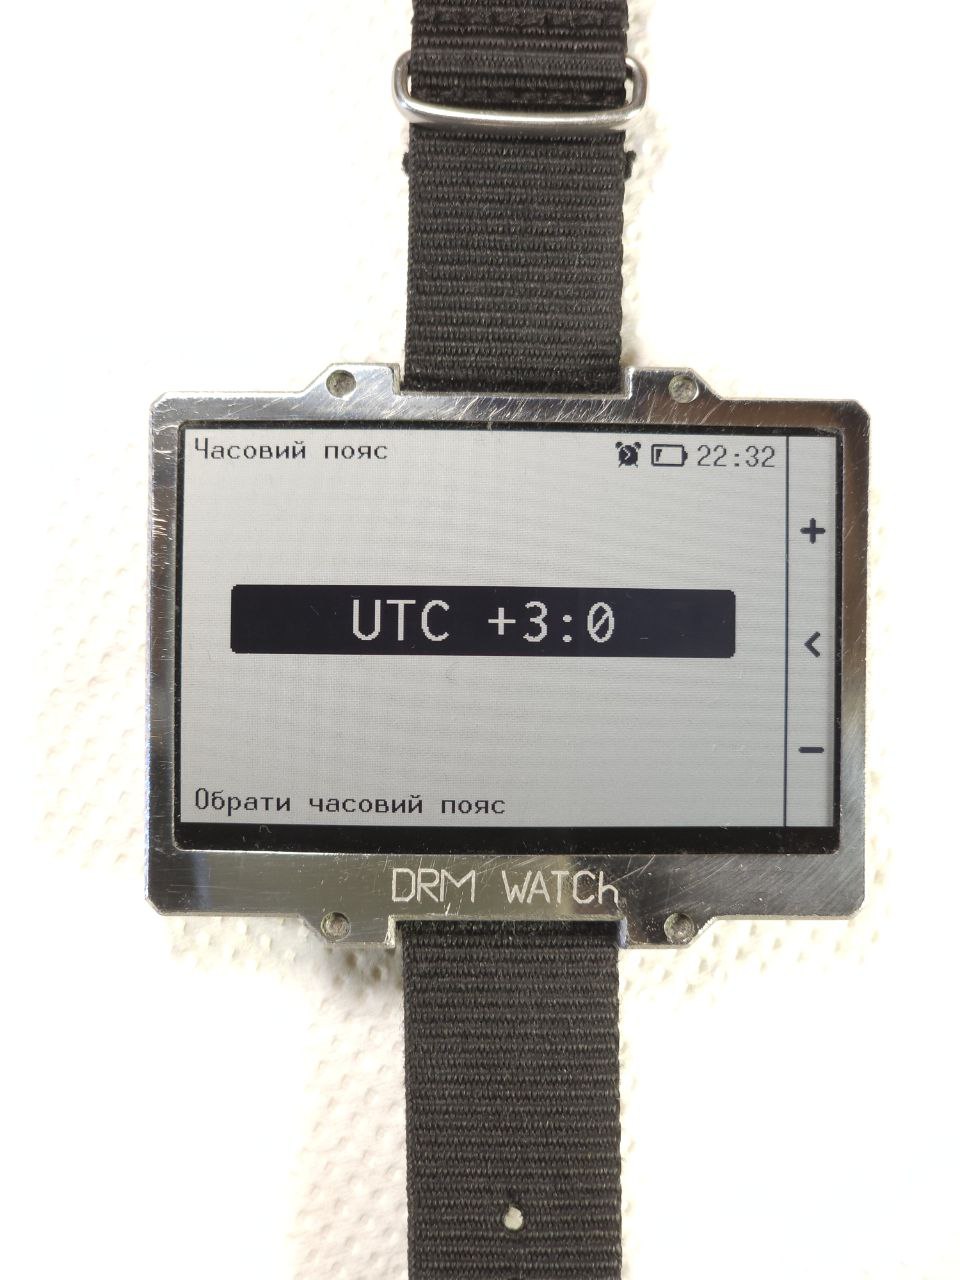 Часовий пояс
22:32
+
UTC +3:0
<
−
Обрати часовий пояс
DRM WATCh